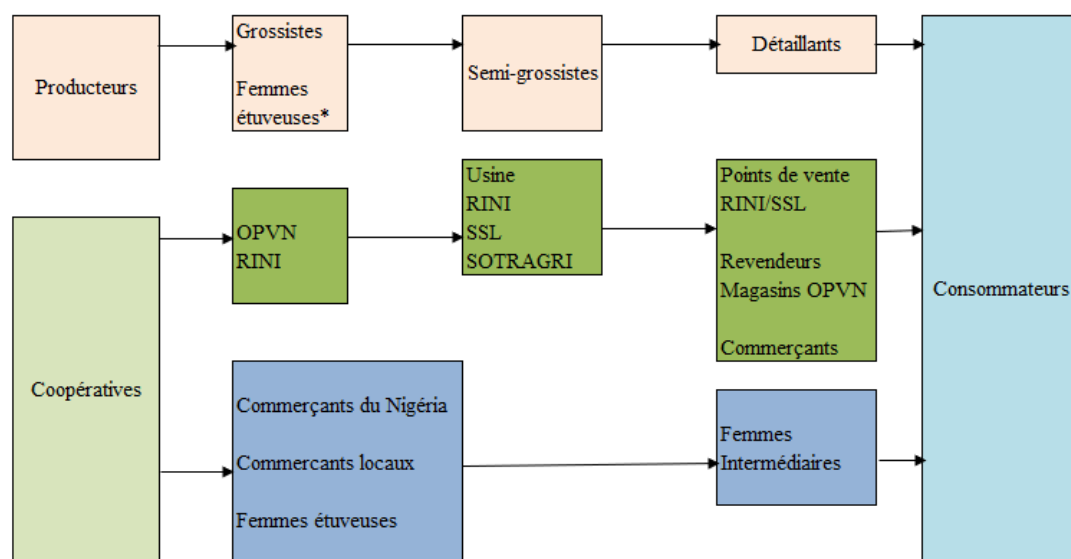 Producteurs
Grossistes
Femmes
étuveuses*
Semi-grossistes
Détaillants
Coopératives
OPVN
RINI
Usine
RINI
SSL
SOTRAGRI
Points de vente
RINI/SSL
Revendeurs
Magasins OPVN
Commerçants
Consommateurs
Commerçants du Nigéria
Commercants locaux
Femmes étuveuses
Femmes
Intermédiaires